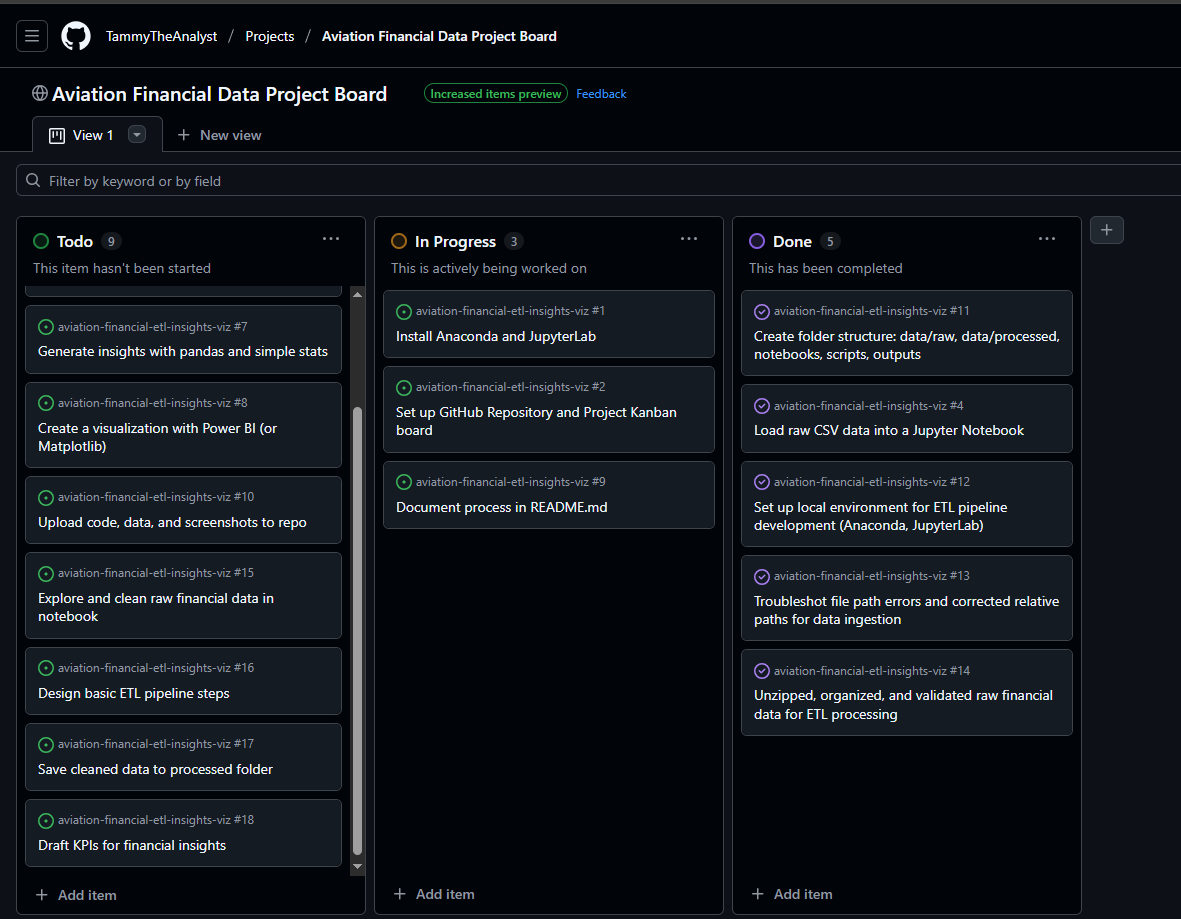 TammyTheAnalyst / Projects / Aviation Financial Data Project Board
Aviation Financial Data Project Board
Increased items preview
Feedback
View 1
New view
Filter by keyword or by field
Todo 9
This item hasn't been started
aviation-financial-etl-insights-viz #7
Generate insights with pandas and simple stats
aviation-financial-etl-insights-viz #8
Create a visualization with Power BI (or
Matplotlib)
aviation-financial-etl-insights-viz #10
Upload code, data, and screenshots to repo
aviation-financial-etl-insights-viz #15
Explore and clean raw financial data in
notebook
aviation-financial-etl-insights-viz #16
Design basic ETL pipeline steps
aviation-financial-etl-insights-viz #17
Save cleaned data to processed folder
aviation-financial-etl-insights-viz #18
Draft KPIs for financial insights
Add item
In Progress 3
This is actively being worked on
aviation-financial-etl-insights-viz #1
Install Anaconda and JupyterLab
aviation-financial-etl-insights-viz #2
Set up GitHub Repository and Project Kanban
board
aviation-financial-etl-insights-viz #9
Document process in README.md
Add item
Done 5
This has been completed
aviation-financial-etl-insights-viz #11
Create folder structure: data/raw, data/processed,
notebooks, scripts, outputs
aviation-financial-etl-insights-viz #4
Load raw CSV data into a Jupyter Notebook
aviation-financial-etl-insights-viz #12
Set up local environment for ETL pipeline
development (Anaconda, JupyterLab)
aviation-financial-etl-insights-viz #13
Troubleshot file path errors and corrected relative
paths for data ingestion
aviation-financial-etl-insights-viz #14
Unzipped, organized, and validated raw financial
data for ETL processing
Add item